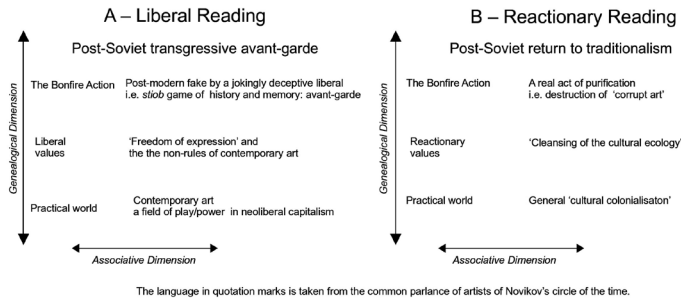 A – Liberal Reading
Post-Soviet transgressive avant-garde
Genealogical Dimension
The Bonfire Action
Post-modern fake by a jokingly deceptive liberal
i.e. stiob game of history and memory: avant-garde
Liberal
values
‘Freedom of expression’ and
the the non-rules of contemporary art
Practical world
Contemporary art
a field of play/power in neoliberal capitalism
Associative Dimension
B – Reactionary Reading
Post-Soviet return to traditionalism
Genealogical Dimension
The Bonfire Action
A real act of purification
i.e. destruction of ‘corrupt art’
Reactionary
values
‘Cleansing of the cultural ecology’
Practical world
General ‘cultural colonialisaton’
Associative Dimension
The language in quotation marks is taken from the common parlance of artists of Novikov’s circle of the time.